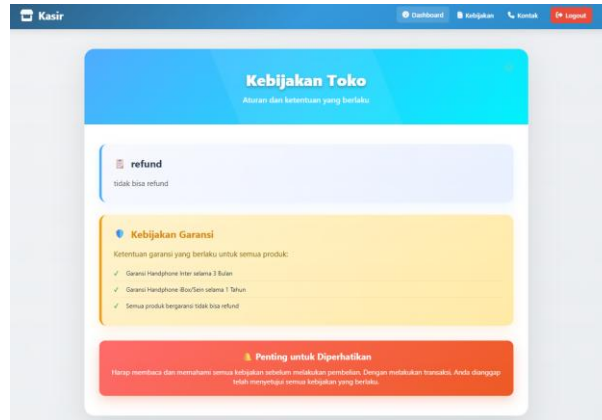 Kasir
Dashboard
Kebijakan
Kontak
Logout
Kebijakan Toko
Aturan dan ketentuan yang berlaku
refund
tidak bisa refund
Kebijakan Garansi
Ketentuan garansi yang berlaku untuk semua produk:
✓ Garansi Handphone Inter selama 3 Bulan
✓ Garansi Handphone iBox/Sein selama 1 Tahun
✓ Semua produk bergaransi tidak bisa refund
Penting untuk Diperhatikan
Harap membaca dan memahami semua kebijakan sebelum melakukan pembelian. Dengan melakukan transaksi, Anda dianggap
telah menyetujui semua kebijakan yang berlaku.